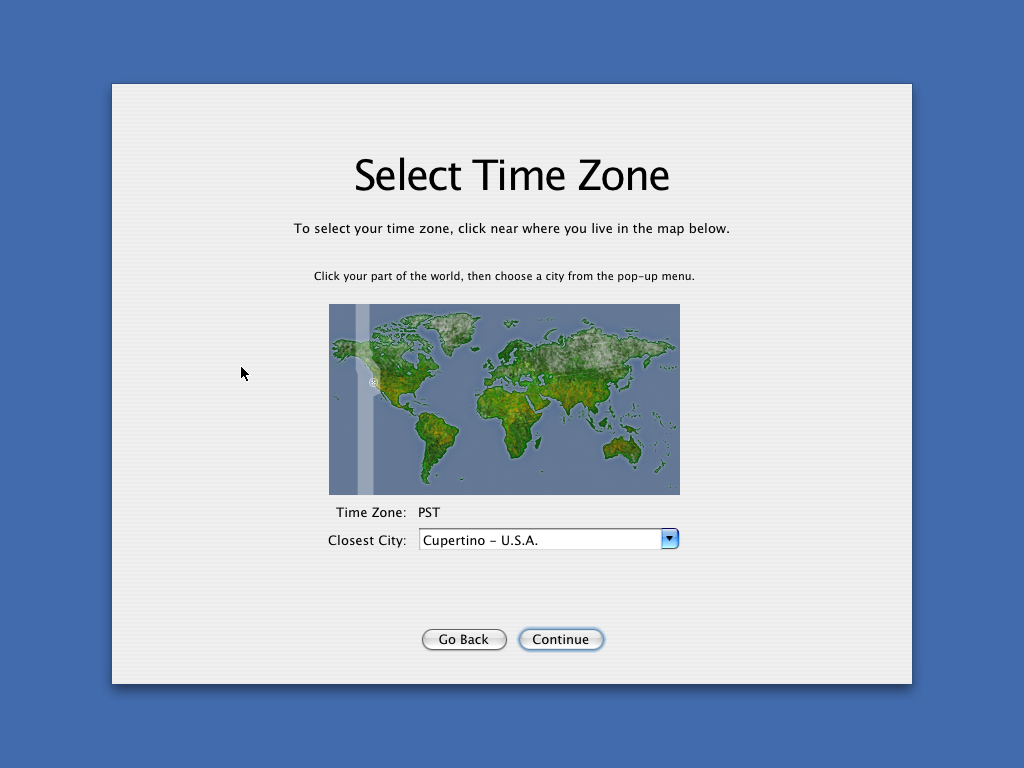 Select Time Zone
To select your time zone, click near where you live in the map below.
Click your part of the world, then choose a city from the pop-up menu.
Time Zone: PST
Closest City: Cupertino - U.S.A.
Go Back Continue